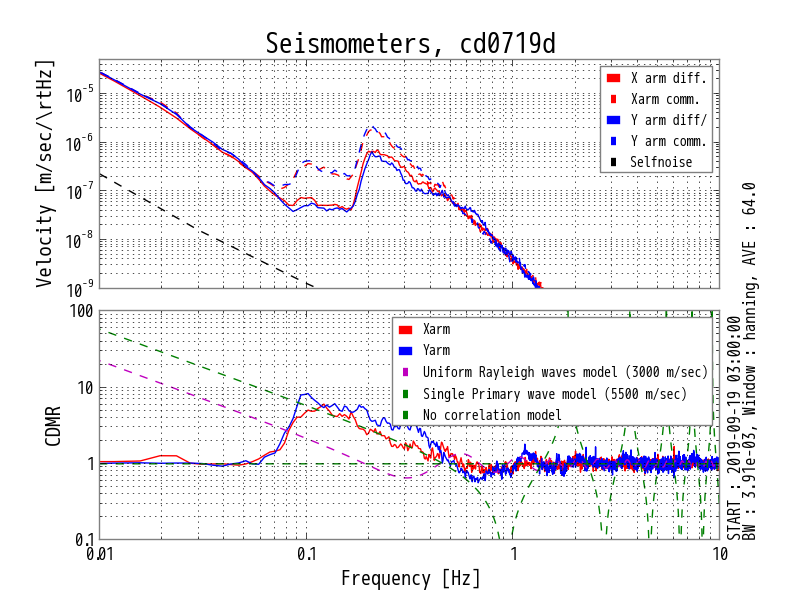 Seismometers, cd0719d
Velocity [m/sec/\rtHz]
10^-5
10^-6
10^-7
10^-8
10^-9
X arm diff.
Xarm comm.
Y arm diff/
Y arm comm.
Selfnoise
CDMR
100
10
1
0.1
Xarm
Yarm
Uniform Rayleigh waves model (3000 m/sec)
Single Primary wave model (5500 m/sec)
No correlation model
0.01
0.1
1
10
Frequency [Hz]
START : 2019-09-19 03:00:00
BW : 3.91e-03, Window : hanning, AVE : 64.0